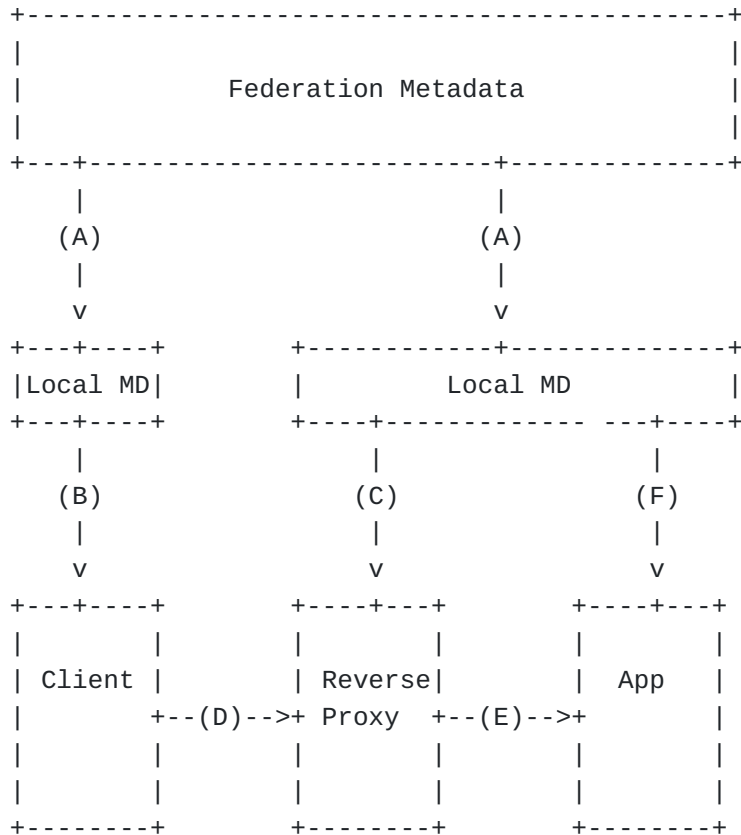 Federation Metadata
(A) (A)
v v
Local MD Local MD
(B) (C) (F)
v v v
Client Reverse App
(D) Proxy (E)